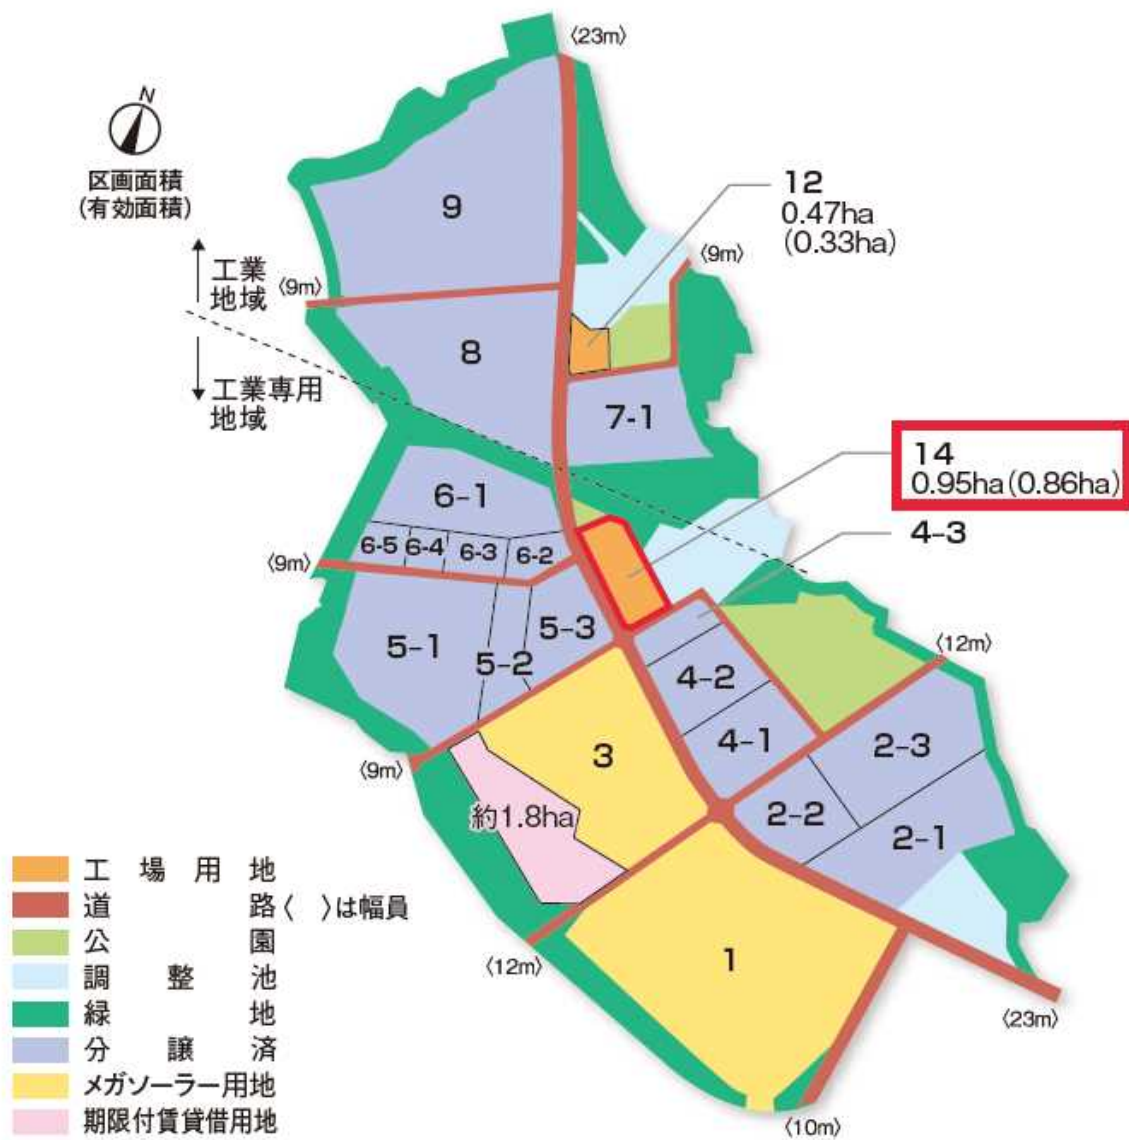 〈23m〉
N
区画面積
(有効面積)
12
0.47ha
(0.33ha)
9
〈9m〉
工業
地域
〈9m〉
8
工業専用
地域
7-1
14
0.95ha(0.86ha)
6-1
4-3
6-5
6-4
6-3
6-2
〈9m〉
5-1
5-2
5-3
4-2
〈12m〉
4-1
2-3
3
〈9m〉
約1.8ha
2-2
2-1
工場用地
道路〈 〉は幅員
公園
調整池
緑地
分譲済
メガソーラー用地
期限付賃貸借用地
1
〈12m〉
〈23m〉
〈10m〉